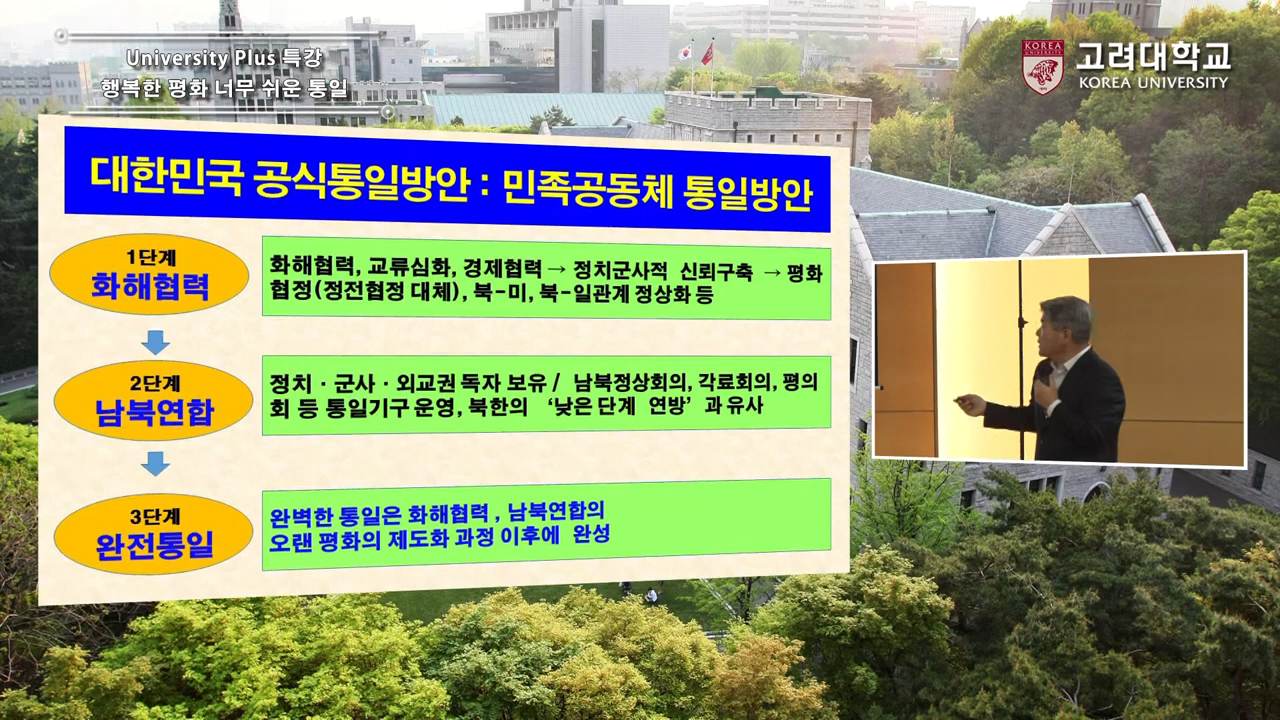 University Plus 특강
행복한 평화 너무 쉬운 통일
KOREA
UNIVERSITY
고려대학교
KOREA UNIVERSITY
대한민국 공식통일방안 : 민족공동체 통일방안
1단계
화해협력
화해협력, 교류심화, 경제협력→ 정치군사적 신뢰구축 → 평화
협정(정전협정 대체), 북-미, 북-일관계 정상화 등
2단계
남북연합
정치·군사·외교권 독자 보유 / 남북정상회의, 각료회의, 평의
회 등 통일기구 운영, 북한의 ‘낮은 단계 연방’과 유사
3단계
완전통일
완벽한 통일은 화해협력 , 남북연합의
오랜 평화의 제도화 과정 이후에 완성